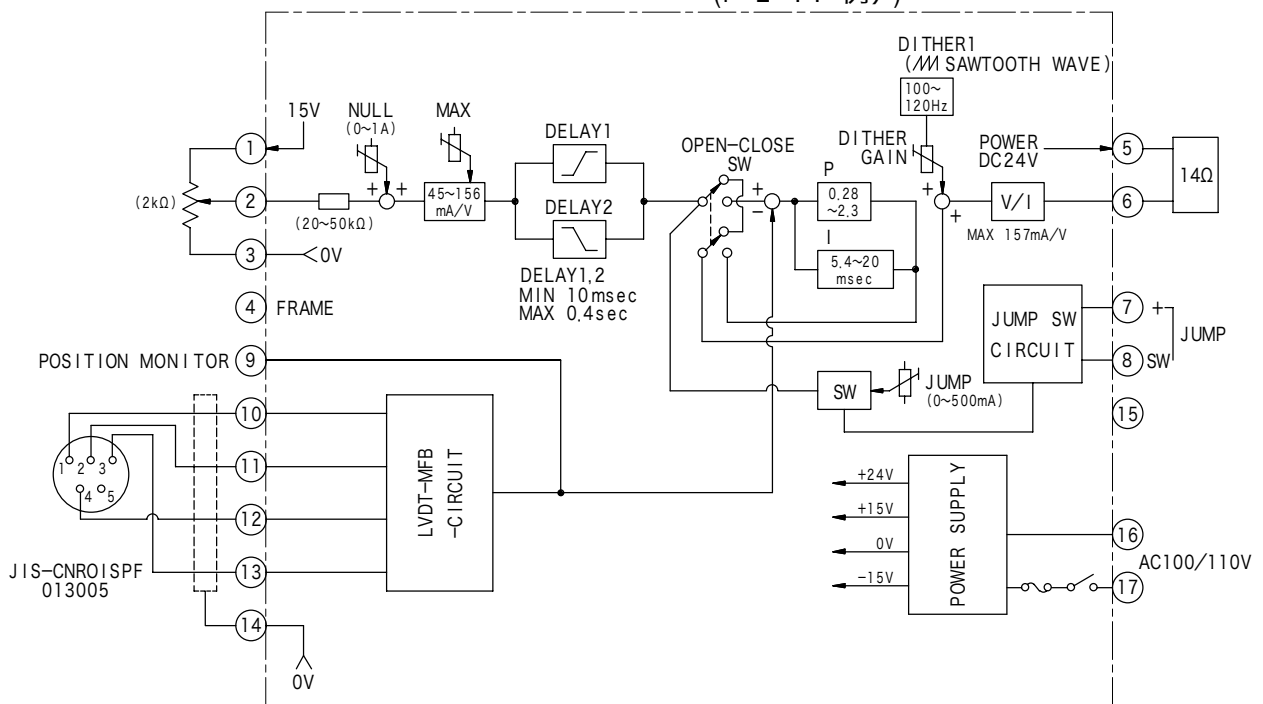 DITHER1
( SAWTOOTH WAVE)
100~
120Hz
15V
NULL
(0~1A)
MAX
DELAY1
OPEN-CLOSE
SW
DITHER
GAIN
POWER
DC24V
1
5
P
14Ω
(2kΩ)
2
+
+
45~156
mA/V
+
-
0.28
~2.3
+
V/I
6
(20~50kΩ)
DELAY2
MAX 157mA/V
I
3
0V
5.4~20
msec
DELAY1,2
MIN 10msec
MAX 0.4sec
4
FRAME
JUMP SW
CIRCUIT
7
+
JUMP
8
SW
POSITION MONITOR
9
SW
JUMP
(0~500mA)
10
15
1
2
3
4
5
11
LVDT-MFB
-CIRCUIT
+24V
+15V
0V
-15V
POWER SUPPLY
12
16
AC100/110V
17
JIS-CNROISPF
013005
13
14
0V